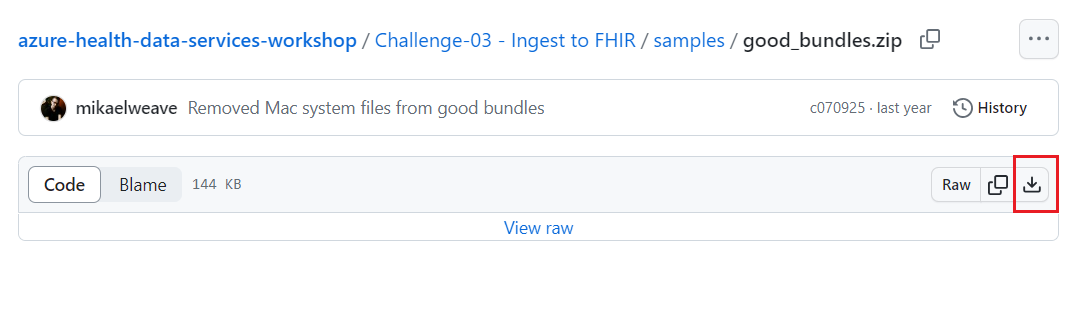 azure-health-data-services-workshop / Challenge-03 - Ingest to FHIR / samples / good_bundles.zip
mikaelweave Removed Mac system files from good bundles c070925 · last year History
Code Blame 144 KB Raw
View raw